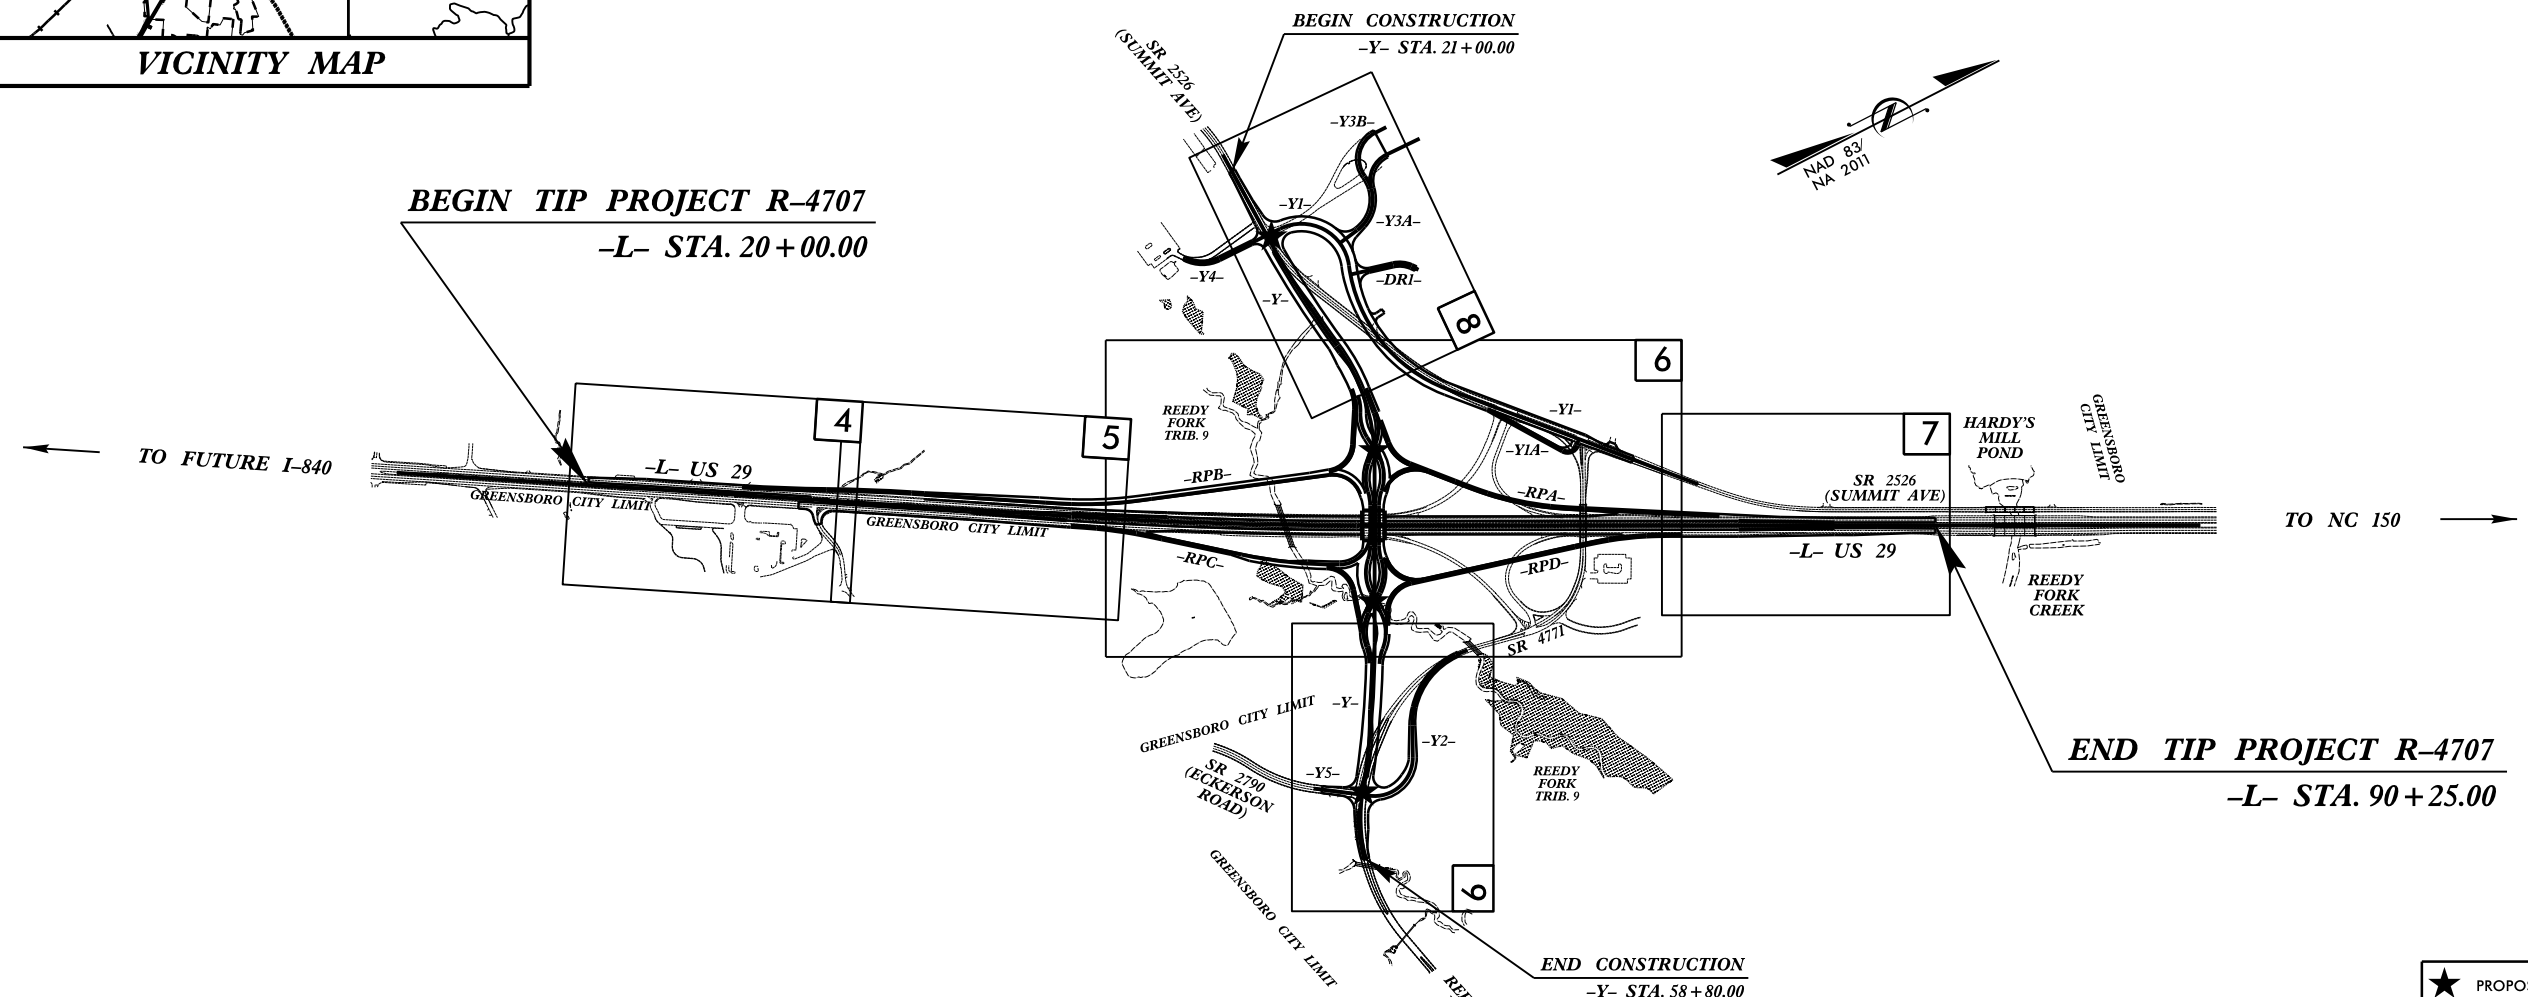 VICINITY MAP
BEGIN CONSTRUCTION
–Y– STA. 21+00.00
SR 2526
(SUMMIT AVE)
NAD 83/
NA 2011
BEGIN TIP PROJECT R–4707
–L– STA. 20+00.00
–Y3B–
–Y1–
–Y3A–
–Y4–
–DR1–
–Y–
8
6
4
5
7
REEDY
FORK
TRIB. 9
–Y1–
–Y1A–
HARDY'S
MILL
POND
GREENSBORO
CITY LIMIT
TO FUTURE I–840
–L– US 29
GREENSBORO CITY LIMIT
GREENSBORO CITY LIMIT
–RPB–
–RPA–
SR 2526
(SUMMIT AVE)
TO NC 150
–L– US 29
–RPC–
–RPD–
REEDY
FORK
CREEK
SR 4771
GREENSBORO CITY LIMIT
–Y–
–Y2–
–Y5–
SR 2790
(ECKERSON
ROAD)
REEDY
FORK
TRIB. 9
END TIP PROJECT R–4707
–L– STA. 90+25.00
9
GREENSBORO CITY LIMIT
END CONSTRUCTION
–Y– STA. 58+80.00